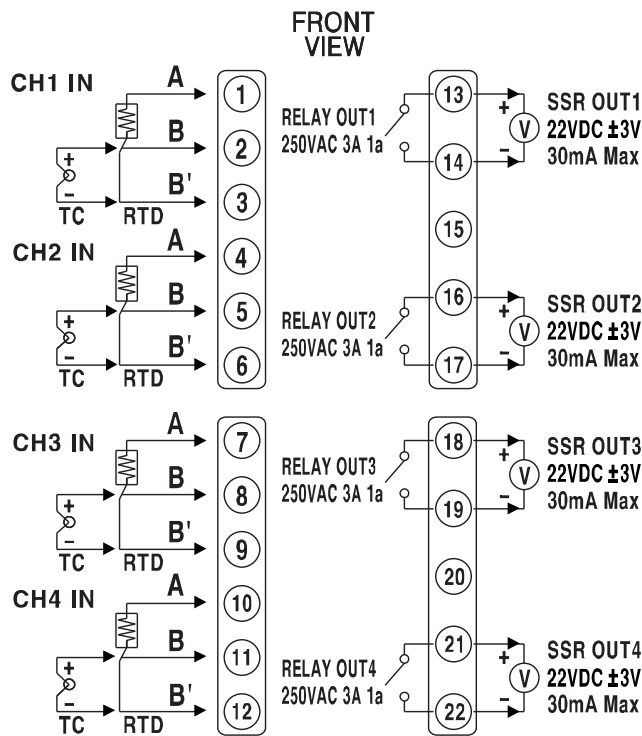 FRONT
VIEW
CH1 IN
A
1
B
2
+
-
B'
3
TC
RTD
CH2 IN
A
4
B
5
+
-
B'
6
TC
RTD
CH3 IN
A
7
B
8
+
-
B'
9
TC
RTD
CH4 IN
A
10
B
11
+
-
B'
12
TC
RTD
RELAY OUT1
250VAC 3A 1a
13
14
15
+
V
-
SSR OUT1
22VDC ±3V
30mA Max
RELAY OUT2
250VAC 3A 1a
16
17
+
V
-
SSR OUT2
22VDC ±3V
30mA Max
RELAY OUT3
250VAC 3A 1a
18
19
20
+
V
-
SSR OUT3
22VDC ±3V
30mA Max
RELAY OUT4
250VAC 3A 1a
21
22
+
V
-
SSR OUT4
22VDC ±3V
30mA Max